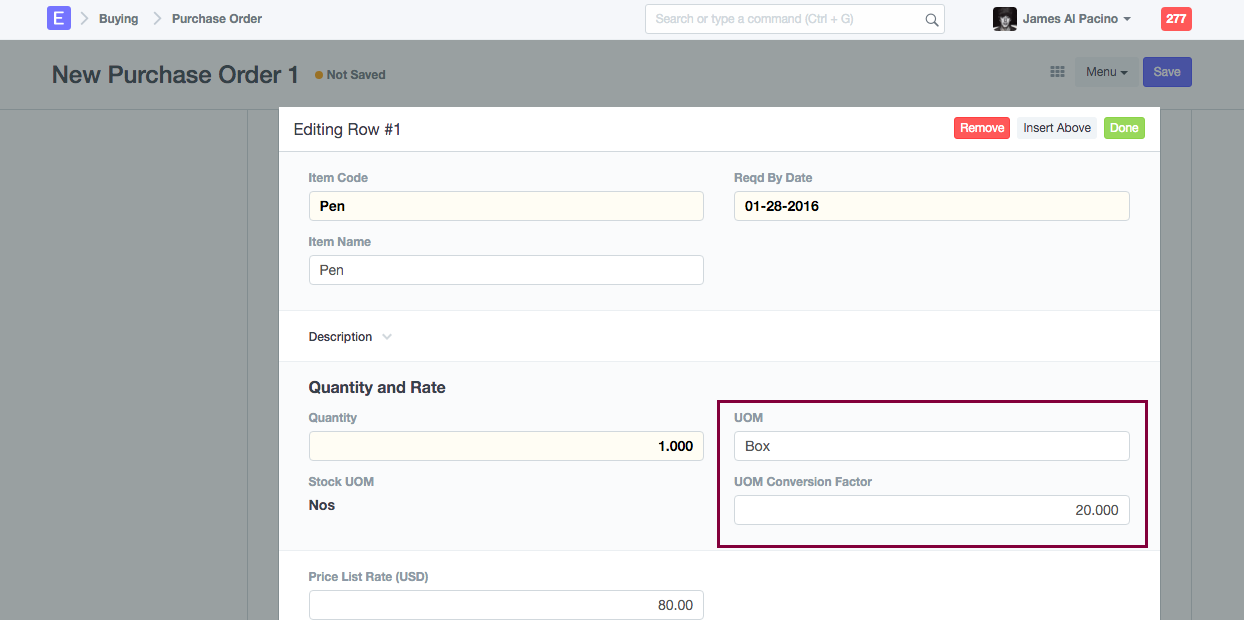 E Buying Purchase Order Search or type a command (Ctrl + G) James Al Pacino 277
New Purchase Order 1 Not Saved Menu Save
Editing Row #1 Remove Insert Above Done
Item Code Reqd By Date
Pen 01-28-2016
Item Name
Pen
Description
Quantity and Rate
Quantity UOM
1.000 Box
Stock UOM UOM Conversion Factor
Nos 20.000
Price List Rate (USD)
80.00